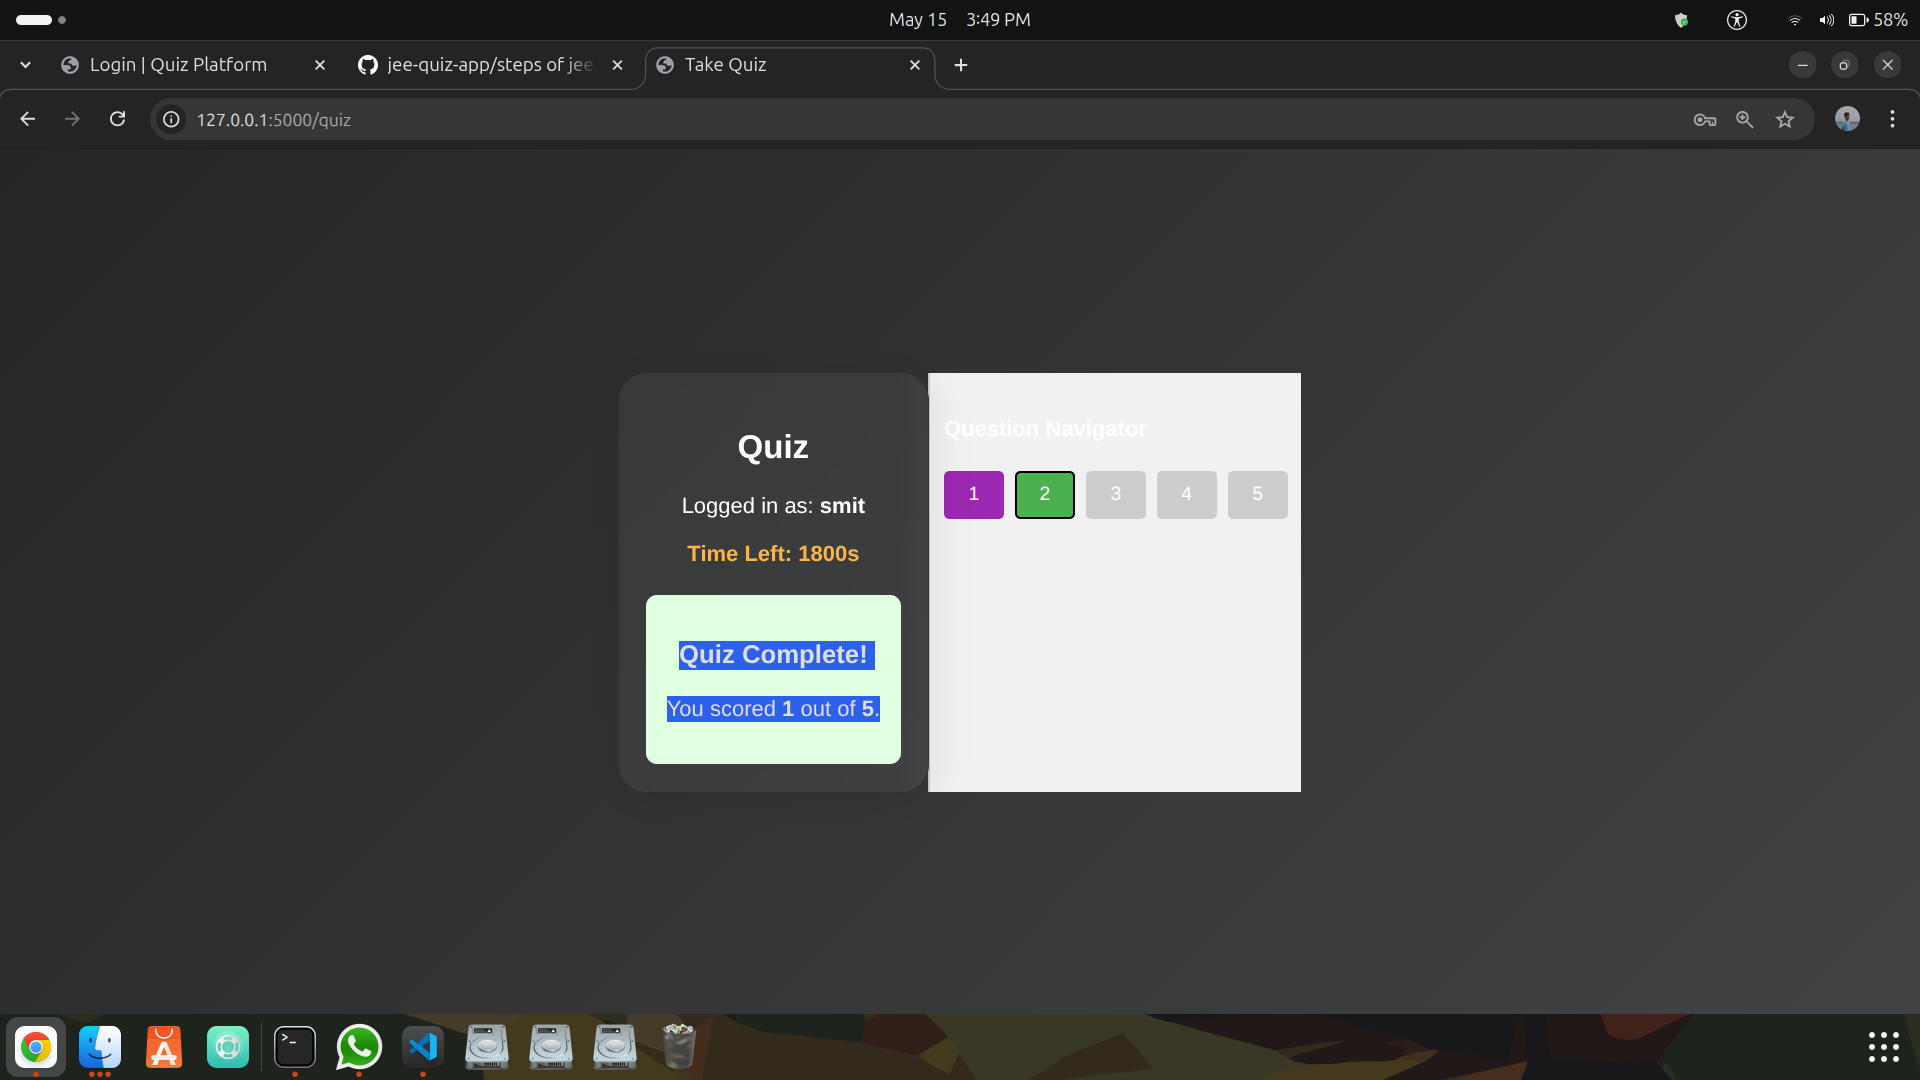 May 15 3:49 PM
58%
Login | Quiz Platform
jee-quiz-app/steps of jee
Take Quiz
127.0.0.1:5000/quiz
Quiz
Logged in as: smit
Time Left: 1800s
Quiz Complete!
You scored 1 out of 5.
Question Navigator
1 2 3 4 5